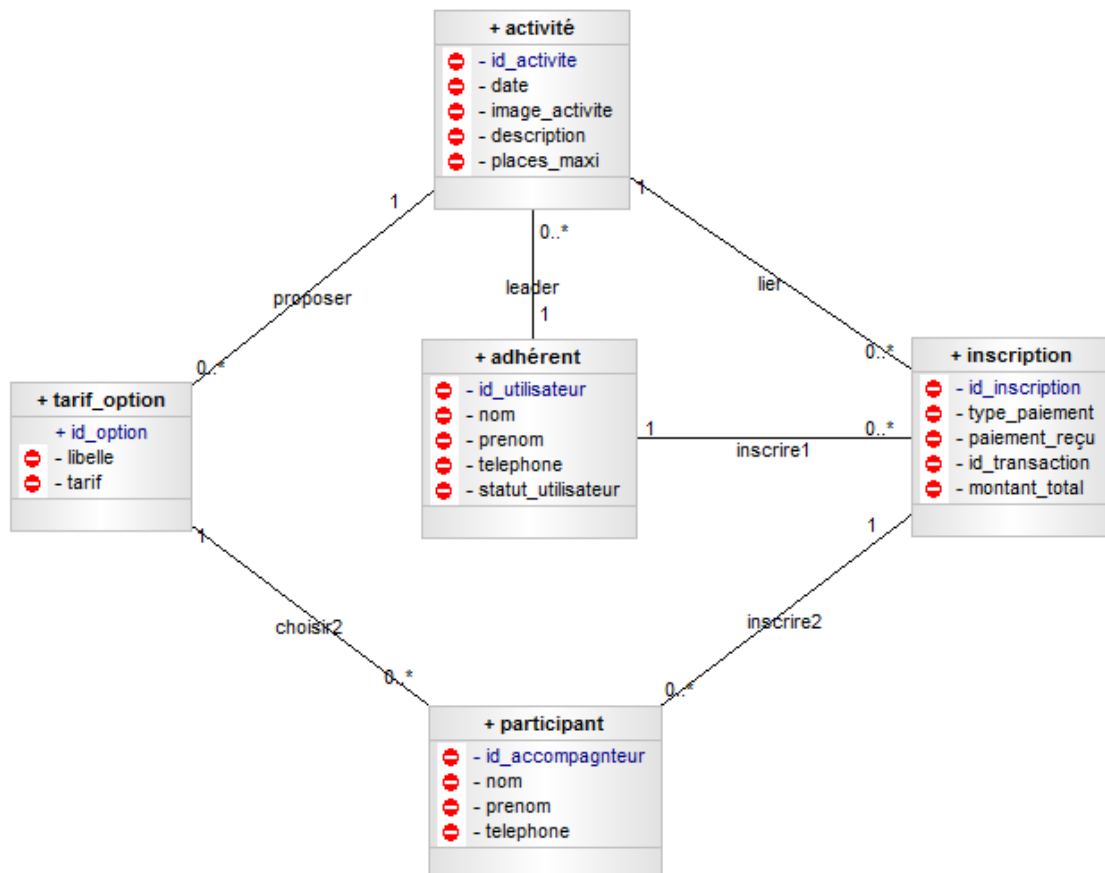 + activité
- id_activite
- date
- image_activite
- description
- places_maxi
1
0..*
1
proposer
leader
lier
0..*
1
0..*
+ tarif_option
+ id_option
- libelle
- tarif
+ adhérent
- id_utilisateur
- nom
- prenom
- telephone
- statut_utilisateur
1
inscrire1
0..*
+ inscription
- id_inscription
- type_paiement
- paiement_reçu
- id_transaction
- montant_total
1
1
choisir2
inscrire2
0..*
0..*
+ participant
- id_accompagnteur
- nom
- prenom
- telephone